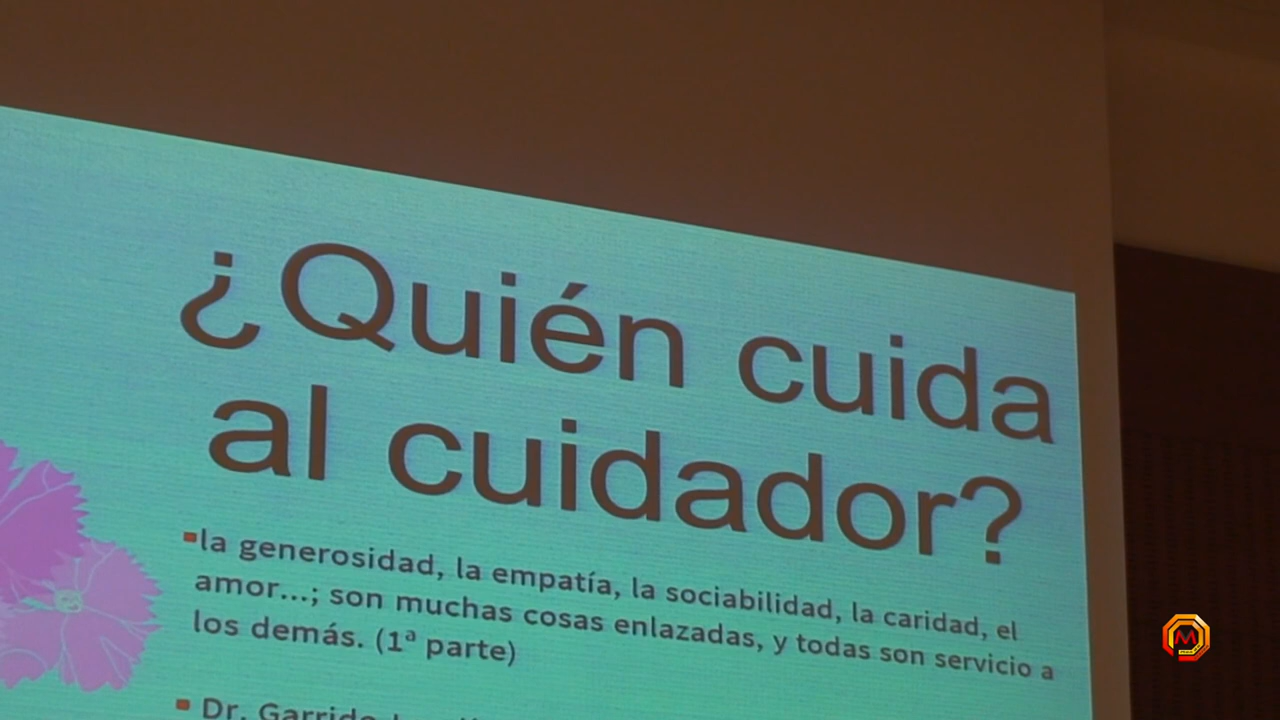 ¿Quién cuida
al cuidador?
la generosidad, la empatía, la sociabilidad, la caridad, el
amor...; son muchas cosas enlazadas, y todas son servicio a
los demás. (1ª parte)
Dr. Garrido
M